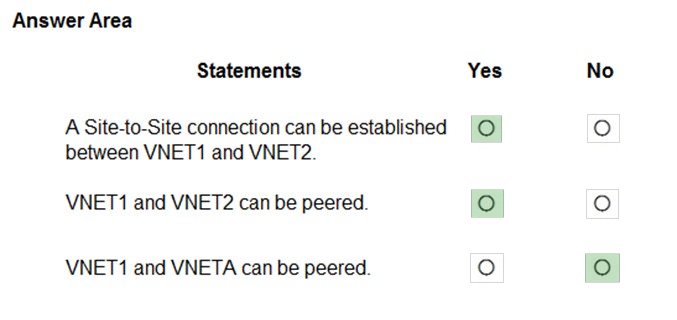 Answer Area
Statements Yes No
A Site-to-Site connection can be established
between VNET1 and VNET2.
VNET1 and VNET2 can be peered.
VNET1 and VNETA can be peered.